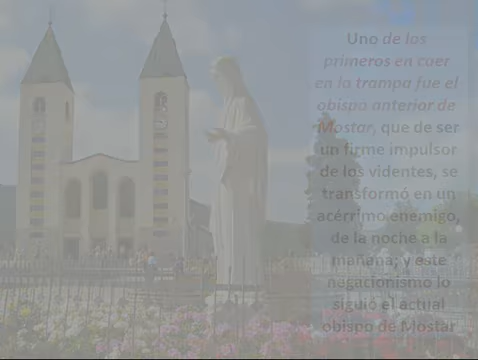 Uno de los
primeros en caer
en la trampa fue el
obispo anterior de
Mostar, que de ser
un firme impulsor
de los videntes, se
transformó en un
acérrimo enemigo,
de la noche a la
mañana; y este
negacionismo lo
siguió el actual
obispo de Mostar